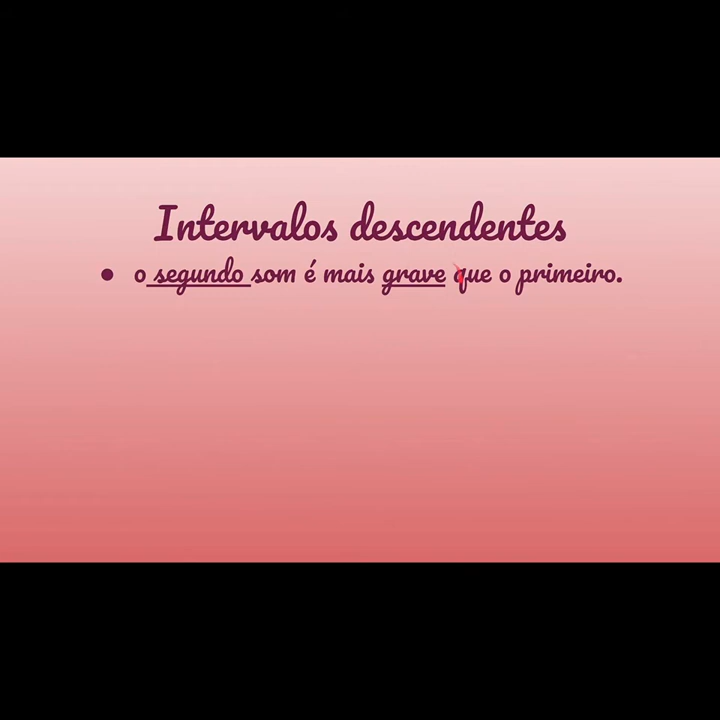 Intervalos descendentes
● o segundo som é mais grave que o primeiro.